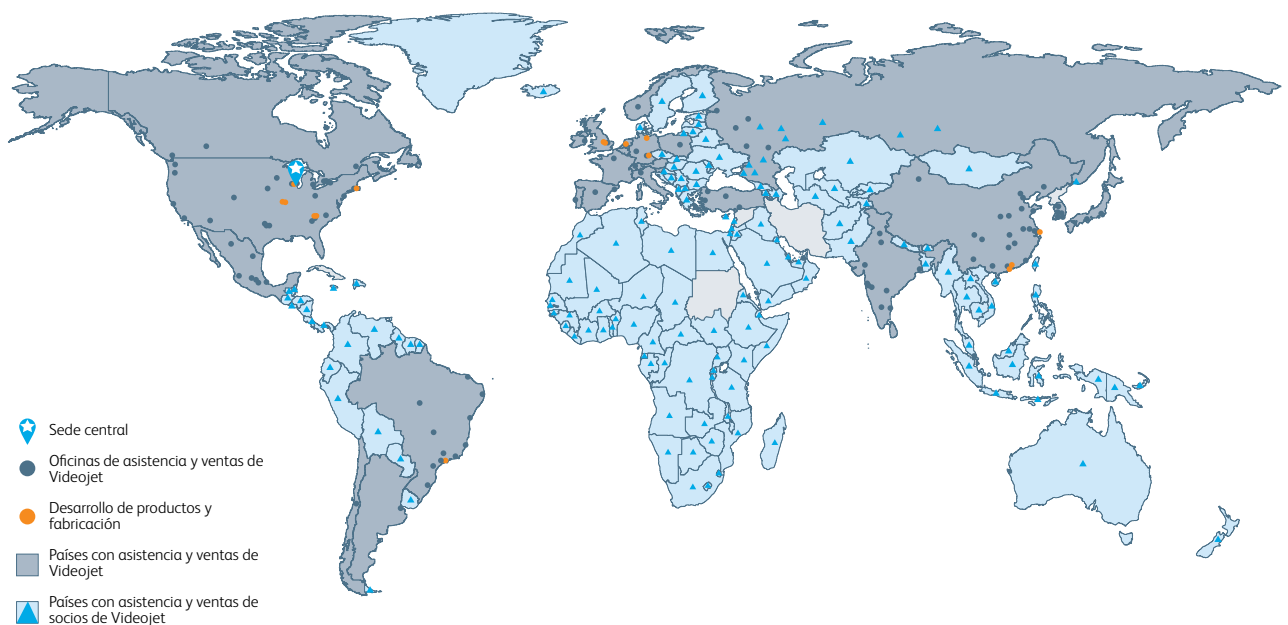 Sede central
Oficinas de asistencia y ventas de
Videojet
Desarrollo de productos y
fabricación
Países con asistencia y ventas de
Videojet
Países con asistencia y ventas de
socios de Videojet